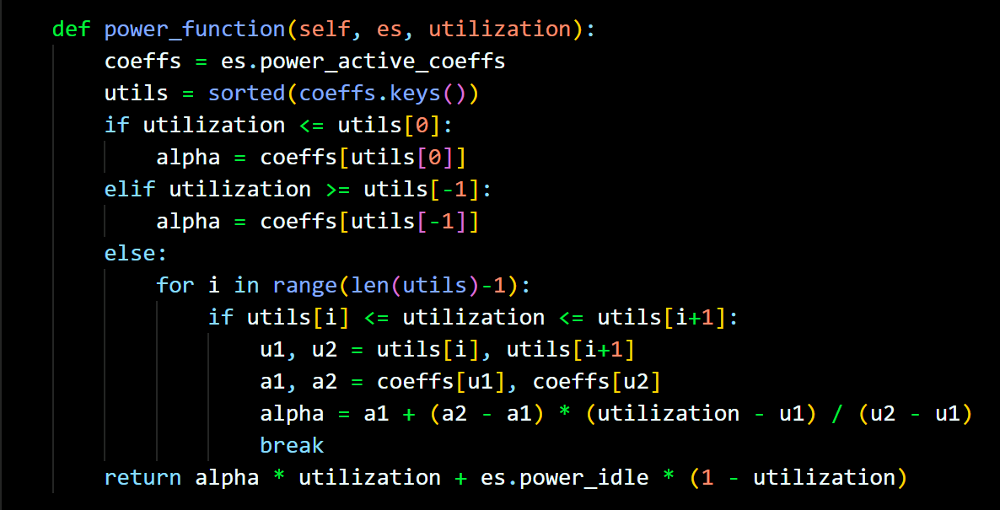 def power_function(self, es, utilization):
    coeffs = es.power_active_coeffs
    utils = sorted(coeffs.keys())
    if utilization <= utils[0]:
        alpha = coeffs[utils[0]]
    elif utilization >= utils[-1]:
        alpha = coeffs[utils[-1]]
    else:
        for i in range(len(utils)-1):
            if utils[i] <= utilization <= utils[i+1]:
                u1, u2 = utils[i], utils[i+1]
                a1, a2 = coeffs[u1], coeffs[u2]
                alpha = a1 + (a2 - a1) * (utilization - u1) / (u2 - u1)
                break
    return alpha * utilization + es.power_idle * (1 - utilization)